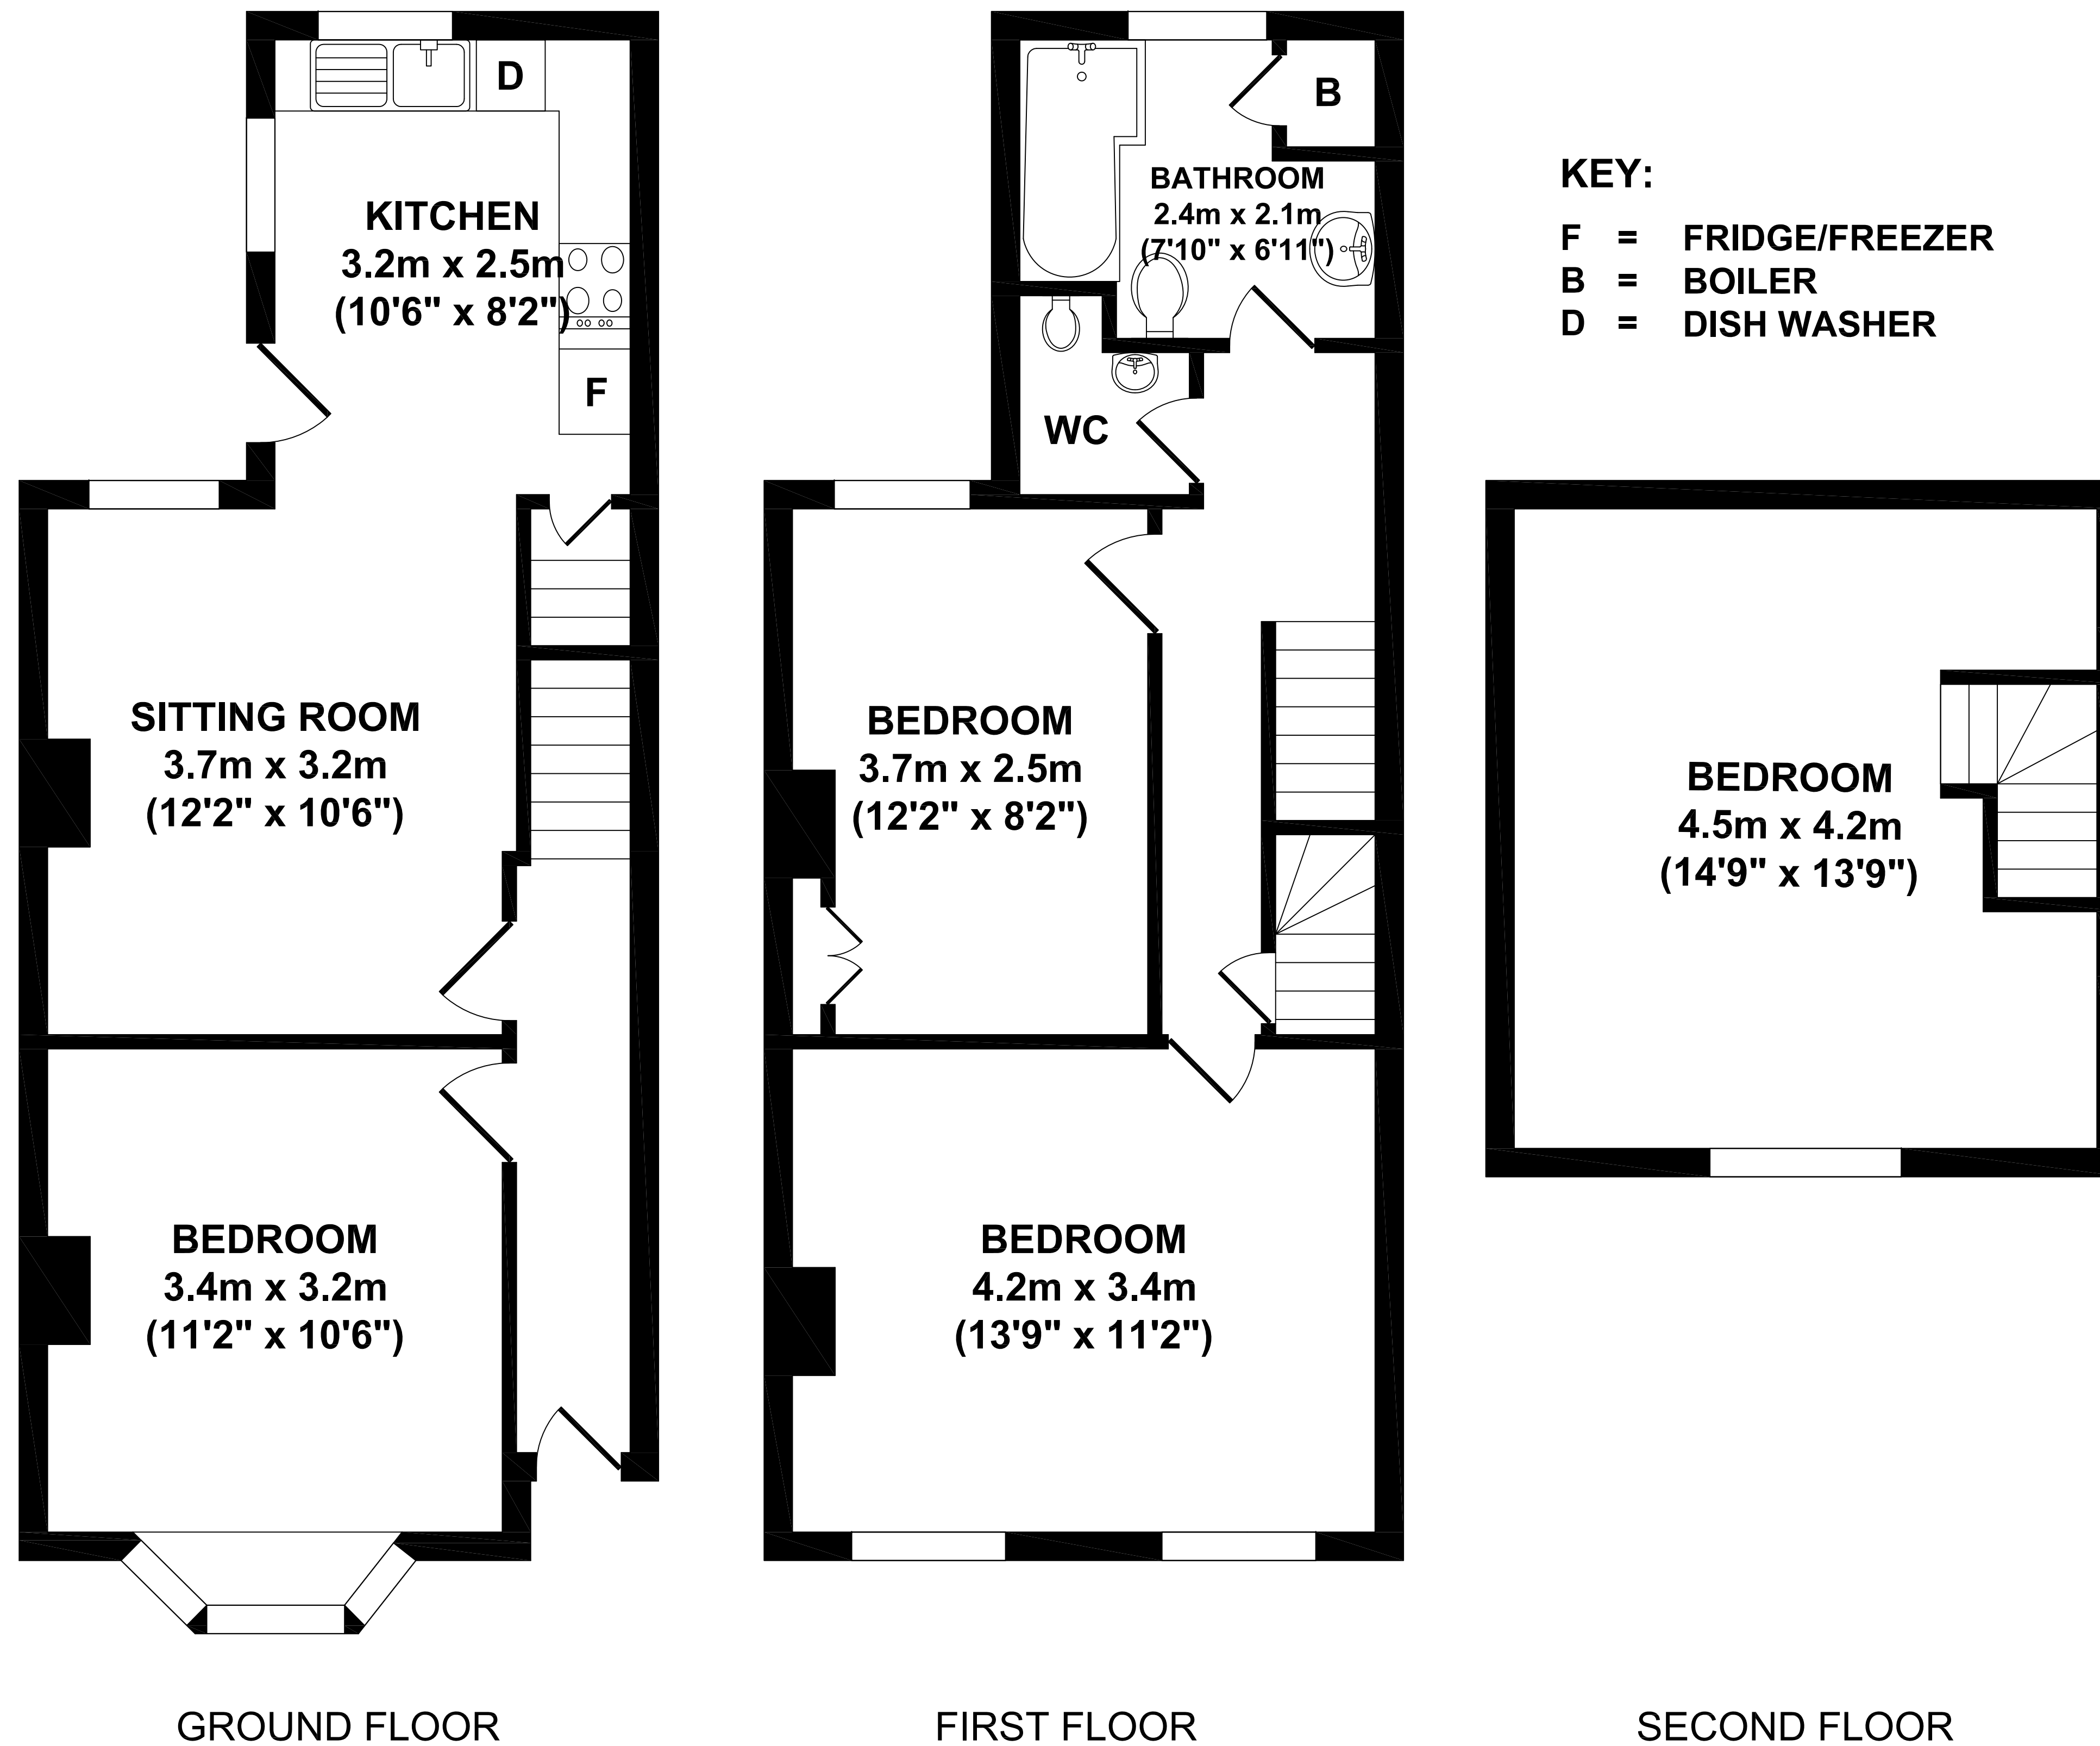 D
KITCHEN
3.2m x 2.5m
(10'6" x 8'2")
F
SITTING ROOM
3.7m x 3.2m
(12'2" x 10'6")
BEDROOM
3.4m x 3.2m
(11'2" x 10'6")
GROUND FLOOR
B
BATHROOM
2.4m x 2.1m
(7'10" x 6'11")
WC
BEDROOM
3.7m x 2.5m
(12'2" x 8'2")
BEDROOM
4.2m x 3.4m
(13'9" x 11'2")
FIRST FLOOR
KEY:
F = FRIDGE/FREEZER
B = BOILER
D = DISH WASHER
BEDROOM
4.5m x 4.2m
(14'9" x 13'9")
SECOND FLOOR